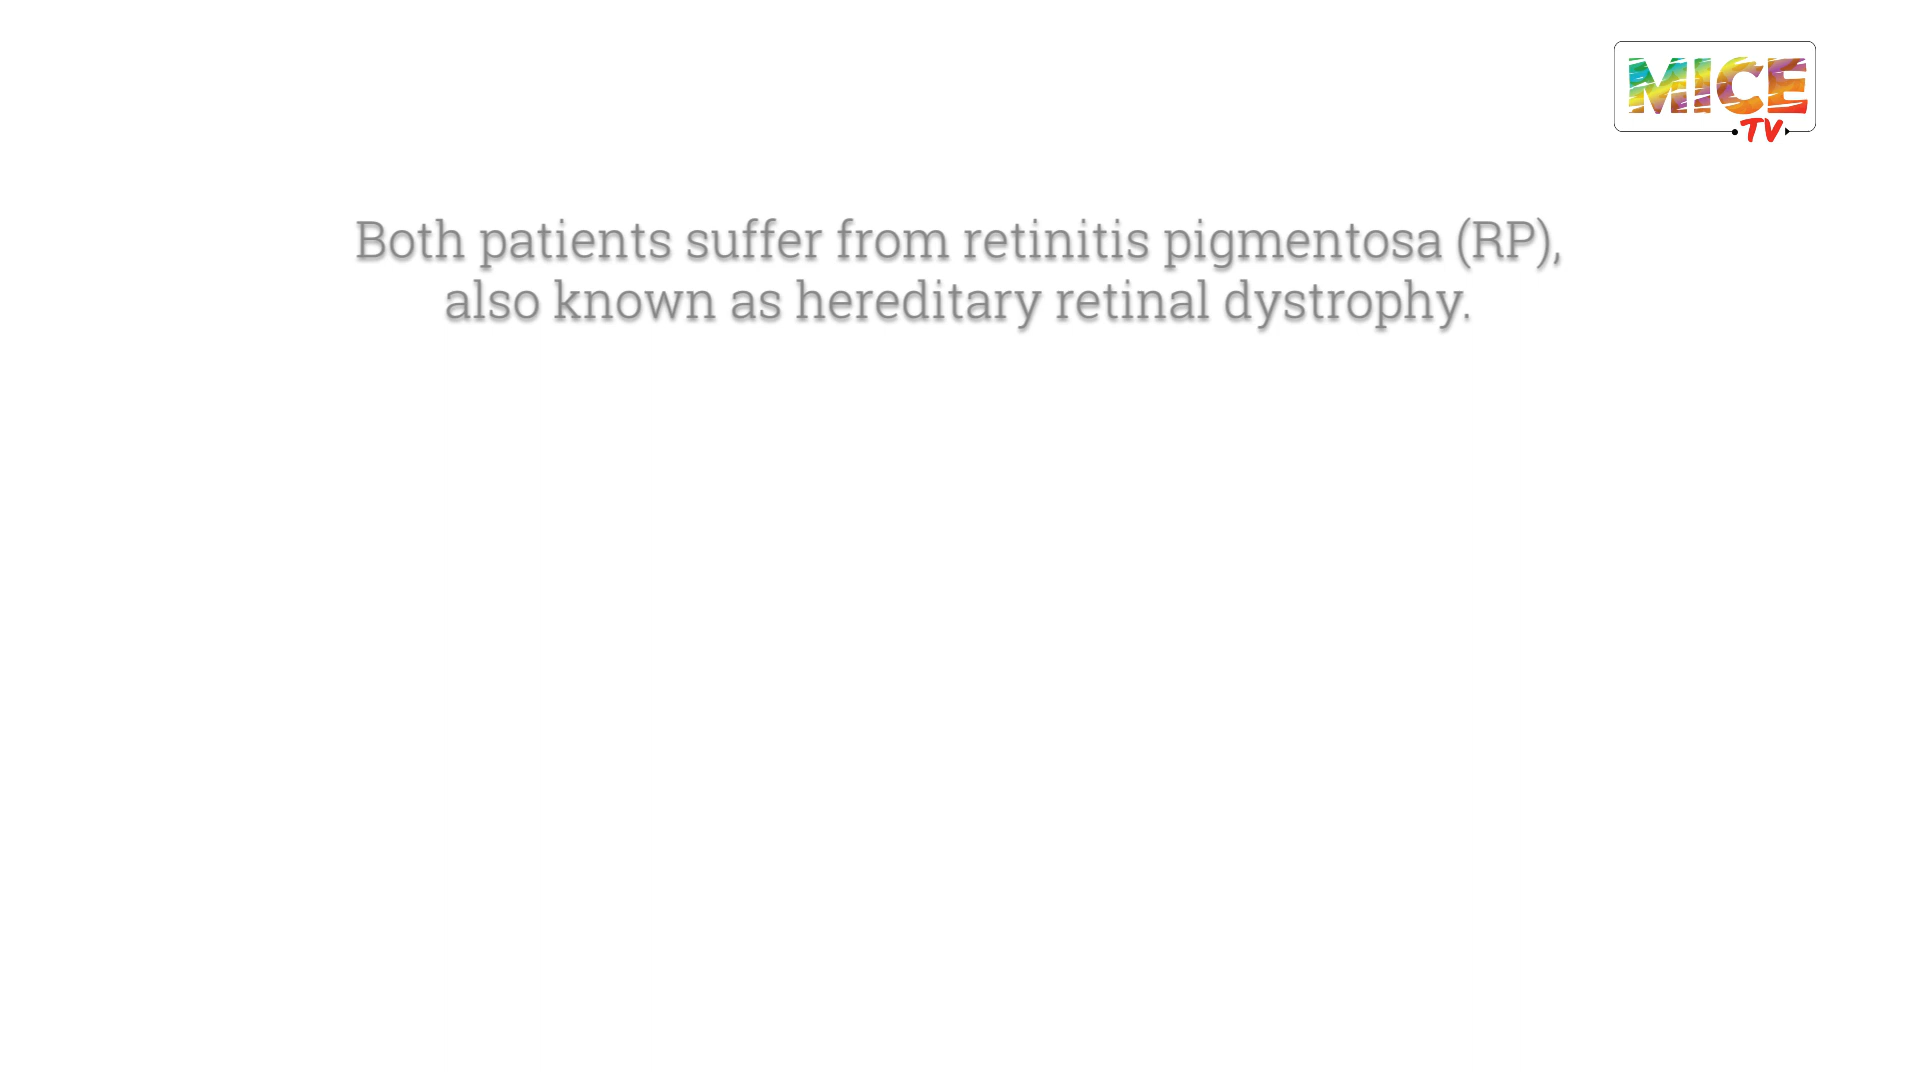 MICE
TV
Both patients suffer from retinitis pigmentosa (RP),
also known as hereditary retinal dystrophy.